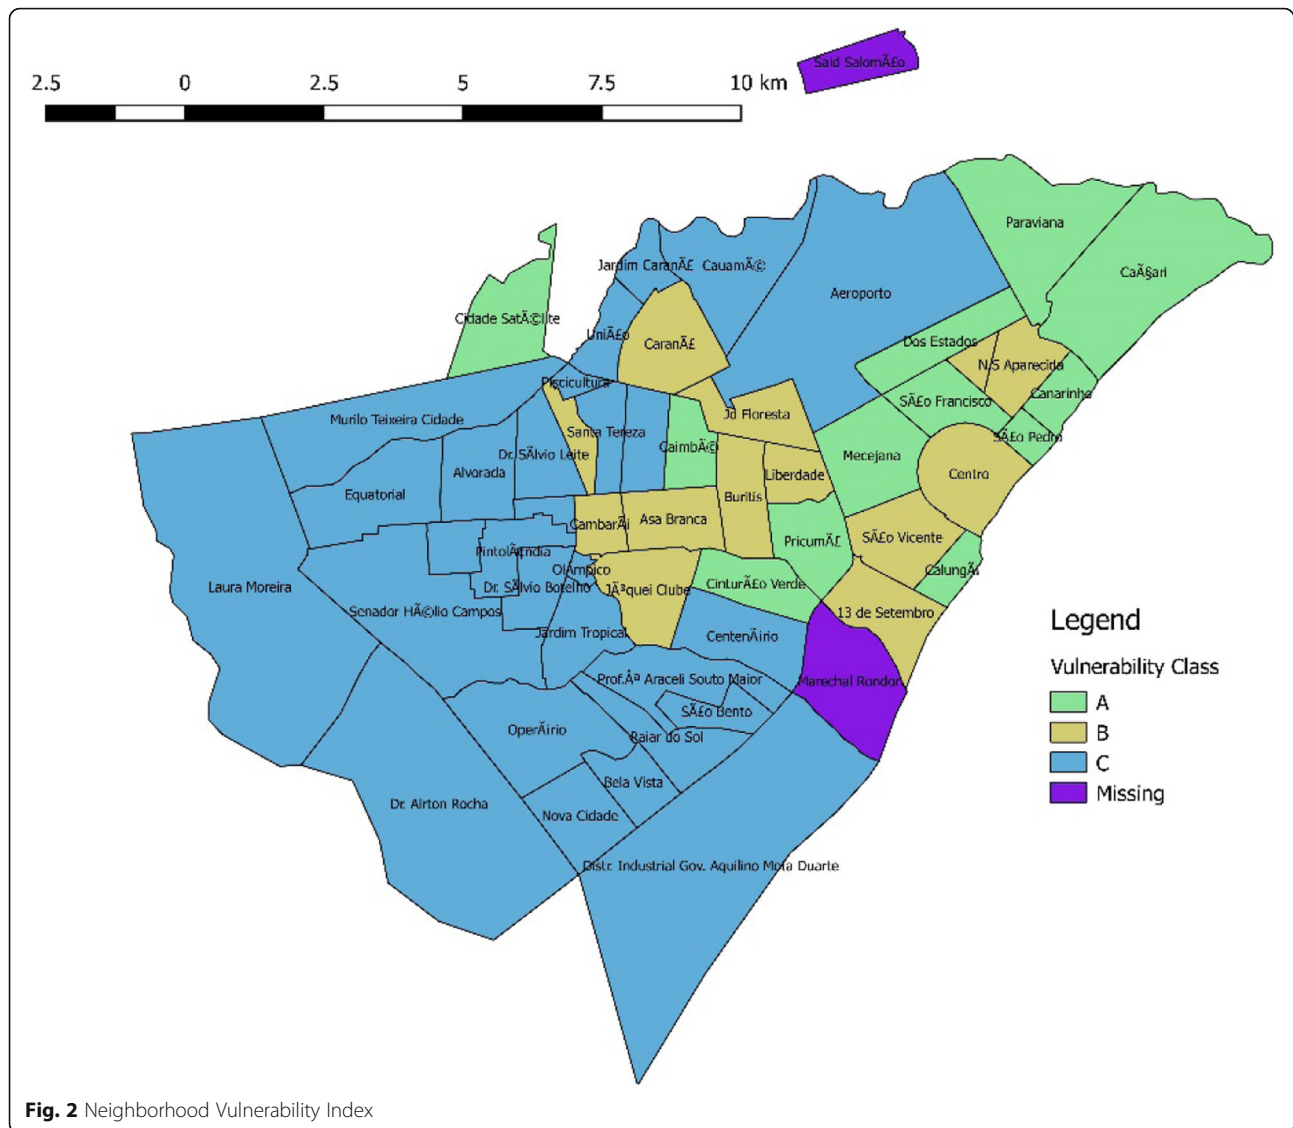 Said SalomÃ£o
2.5 0 2.5 5 7.5 10 km
Paraviana
CaÃ§ari
Jardim CaranÃ£ CauamÃ©
Aeroporto
Cidade SatÃ©lite
UniÃ£o
CaranÃ£
Dos Estados
N.S Aparecida
Piscicultura
Canarinho
SÃ£o Francisco
Murilo Teixeira Cidade
Jd Floresta
Santa Tereza
SÃ£o Pedro
CaimbÃ©
Dr. SÃ­lvio Leite
Mecejana
Alvorada
Liberdade
Centro
Equatorial
Buritis
Asa Branca
CambarÃ¡
PricumÃ£
SÃ£o Vicente
PintolÃ¢ndia
OlÃ­mpico
CalungÃ¡
Laura Moreira
Dr. SÃ­lvio Botelho
JÃ³quei Clube
CinturÃ£o Verde
Senador HÃ©lio Campos
13 de Setembro
Jardim Tropical
CentenÃ¡rio
Prof.Âª Araceli Souto Maior
Marechal Rondon
SÃ£o Bento
OperÃ¡rio
Raiar do Sol
Bela Vista
Dr. Airton Rocha
Nova Cidade
Distr. Industrial Gov. Aquilino Mota Duarte
Legend
Vulnerability Class
A
B
C
Missing
Fig. 2 Neighborhood Vulnerability Index